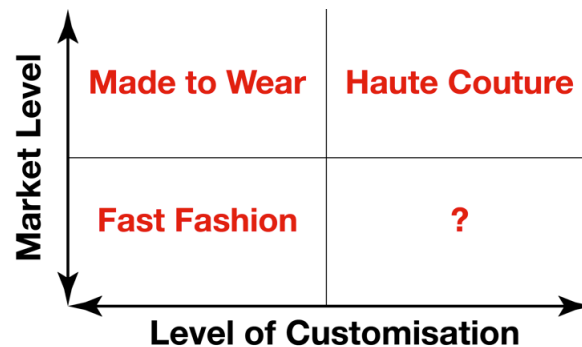 Market Level
Made to Wear
Haute Couture
Fast Fashion
?
Level of Customisation